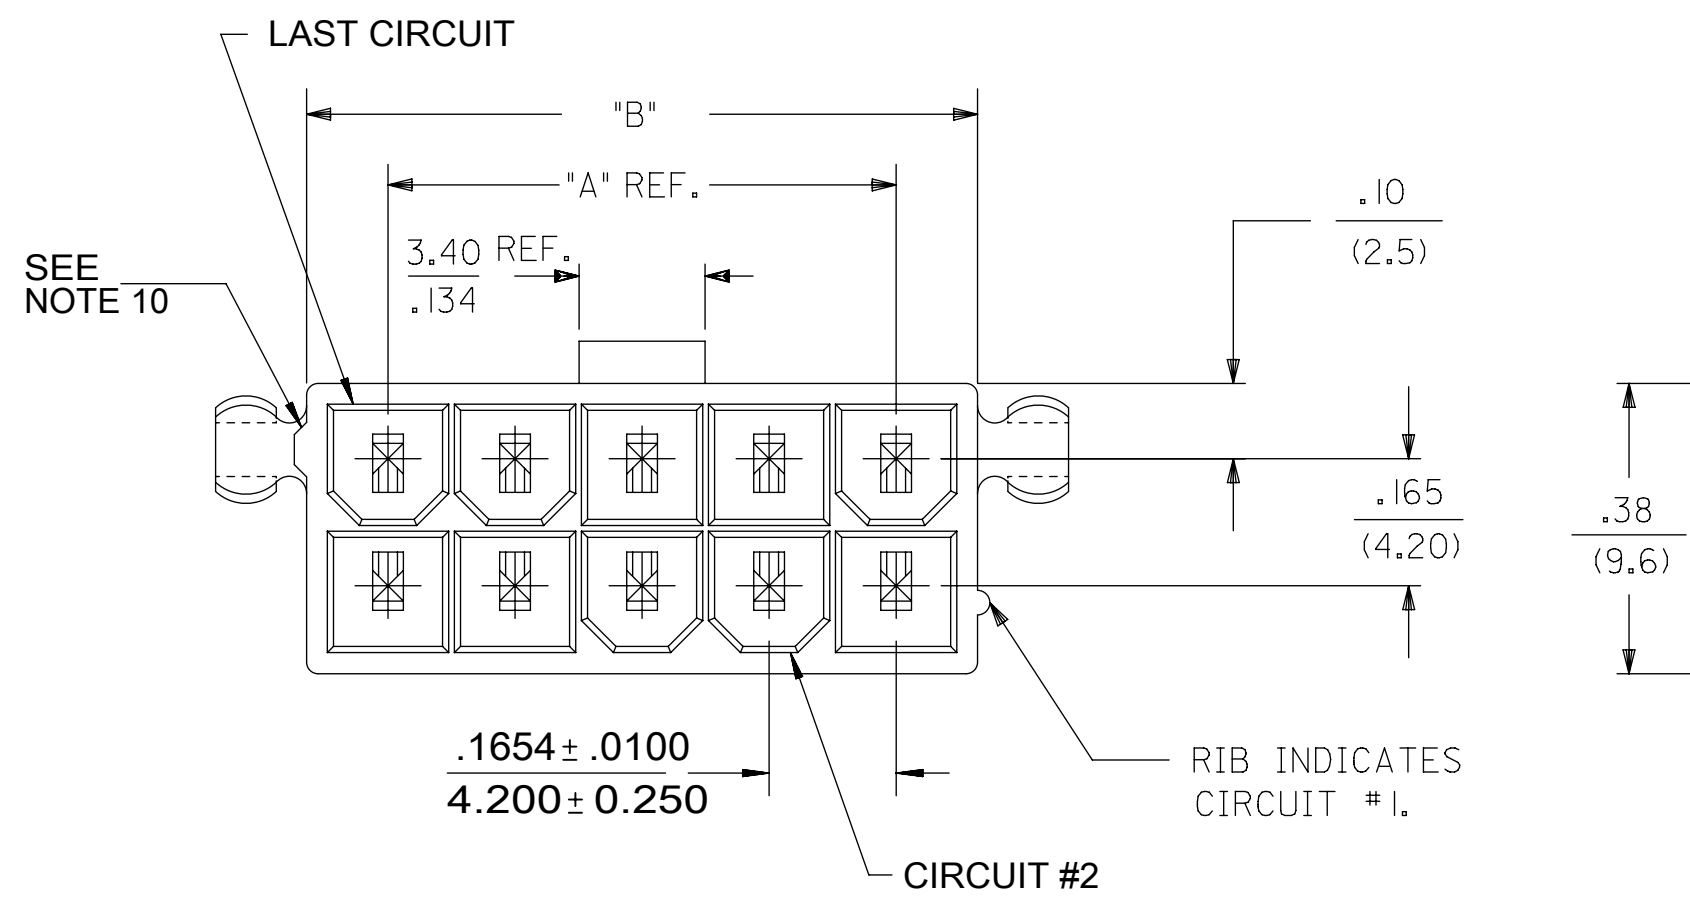 LAST CIRCUIT
"B"
"A" REF.
.10
(2.5)
3.40 REF.
.134
SEE
NOTE 10
.165
(4.20)
.38
(9.6)
.1654 ± .0100
4.200 ± 0.250
RIB INDICATES
CIRCUIT #1.
CIRCUIT #2